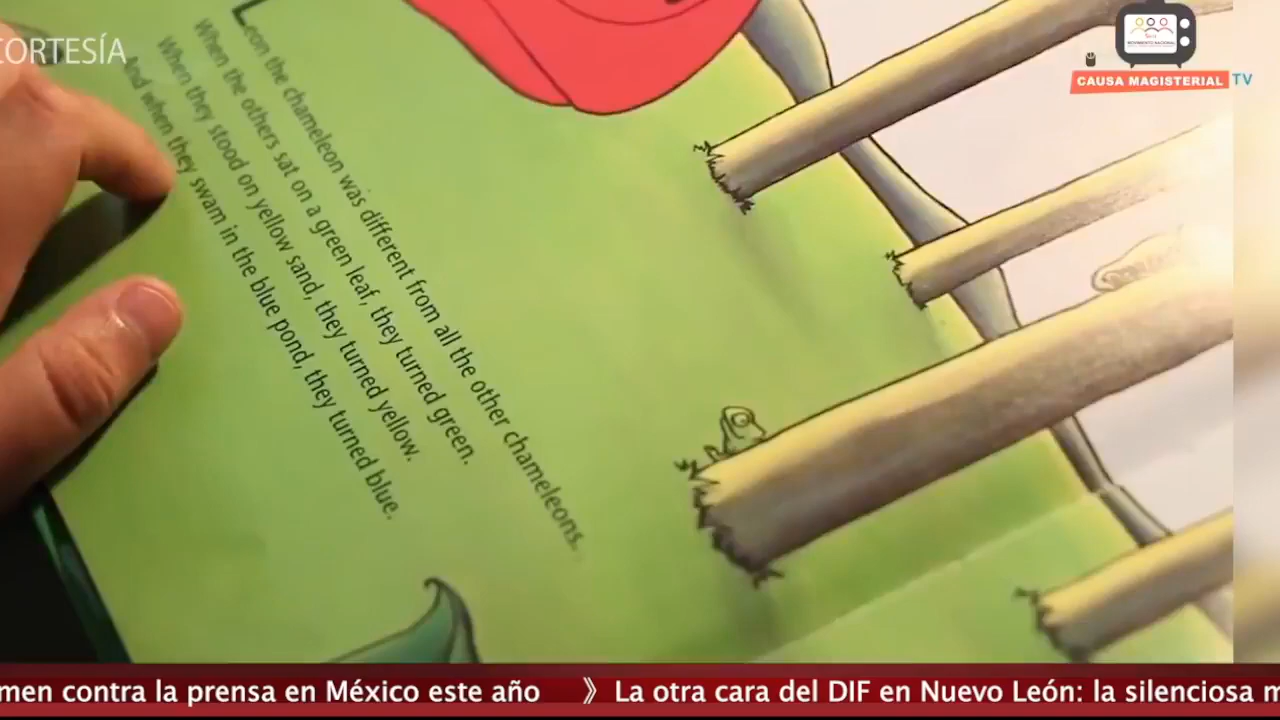 CORTESÍA
CAUSA MAGISTERIAL TV
Leon the chameleon was different from all the other chameleons.
When the others sat on a green leaf, they turned green.
When they stood on yellow sand, they turned yellow.
And when they swam in the blue pond, they turned blue.
men contra la prensa en México este año 》 La otra cara del DIF en Nuevo León: la silenciosa m